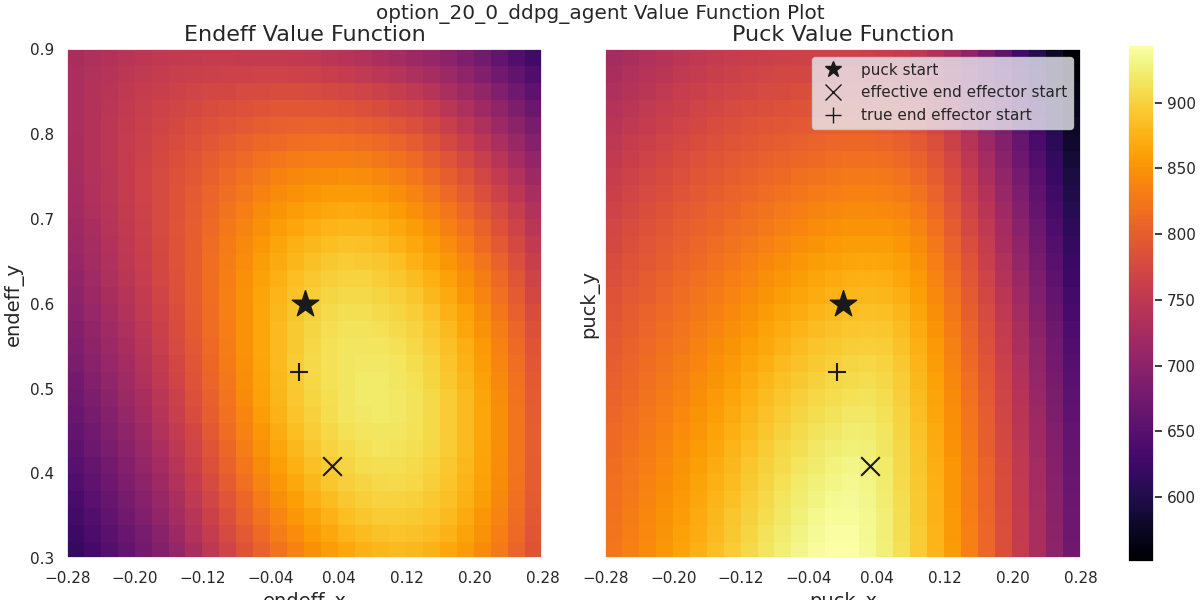 option_20_0_ddpg_agent Value Function Plot
Endeff Value Function
Puck Value Function
puck start
effective end effector start
true end effector start
0.9
0.8
0.7
0.6
0.5
0.4
0.3
endeff_y
puck_y
−0.28 −0.20 −0.12 −0.04 0.04 0.12 0.20 0.28
−0.28 −0.20 −0.12 −0.04 0.04 0.12 0.20 0.28
endeff_x
puck_x
900
850
800
750
700
650
600